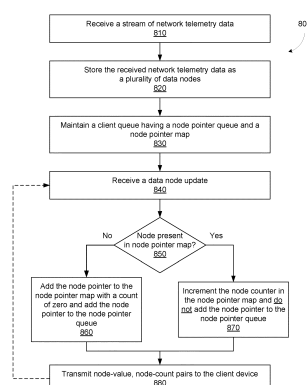 Receive a stream of network telemetry data
810
80
Store the received network telemetry data as
a plurality of data nodes
820
Maintain a client queue having a node pointer queue and a
node pointer map
830
Receive a data node update
840
Node present
in node pointer map?
850
No
Yes
Add the node pointer to the
node pointer map with a count
of zero and add the node
pointer to the node pointer
queue
860
Increment the node counter in
the node pointer map and do
not add the node pointer to the
node pointer queue
870
Transmit node-value, node-count pairs to the client device
880